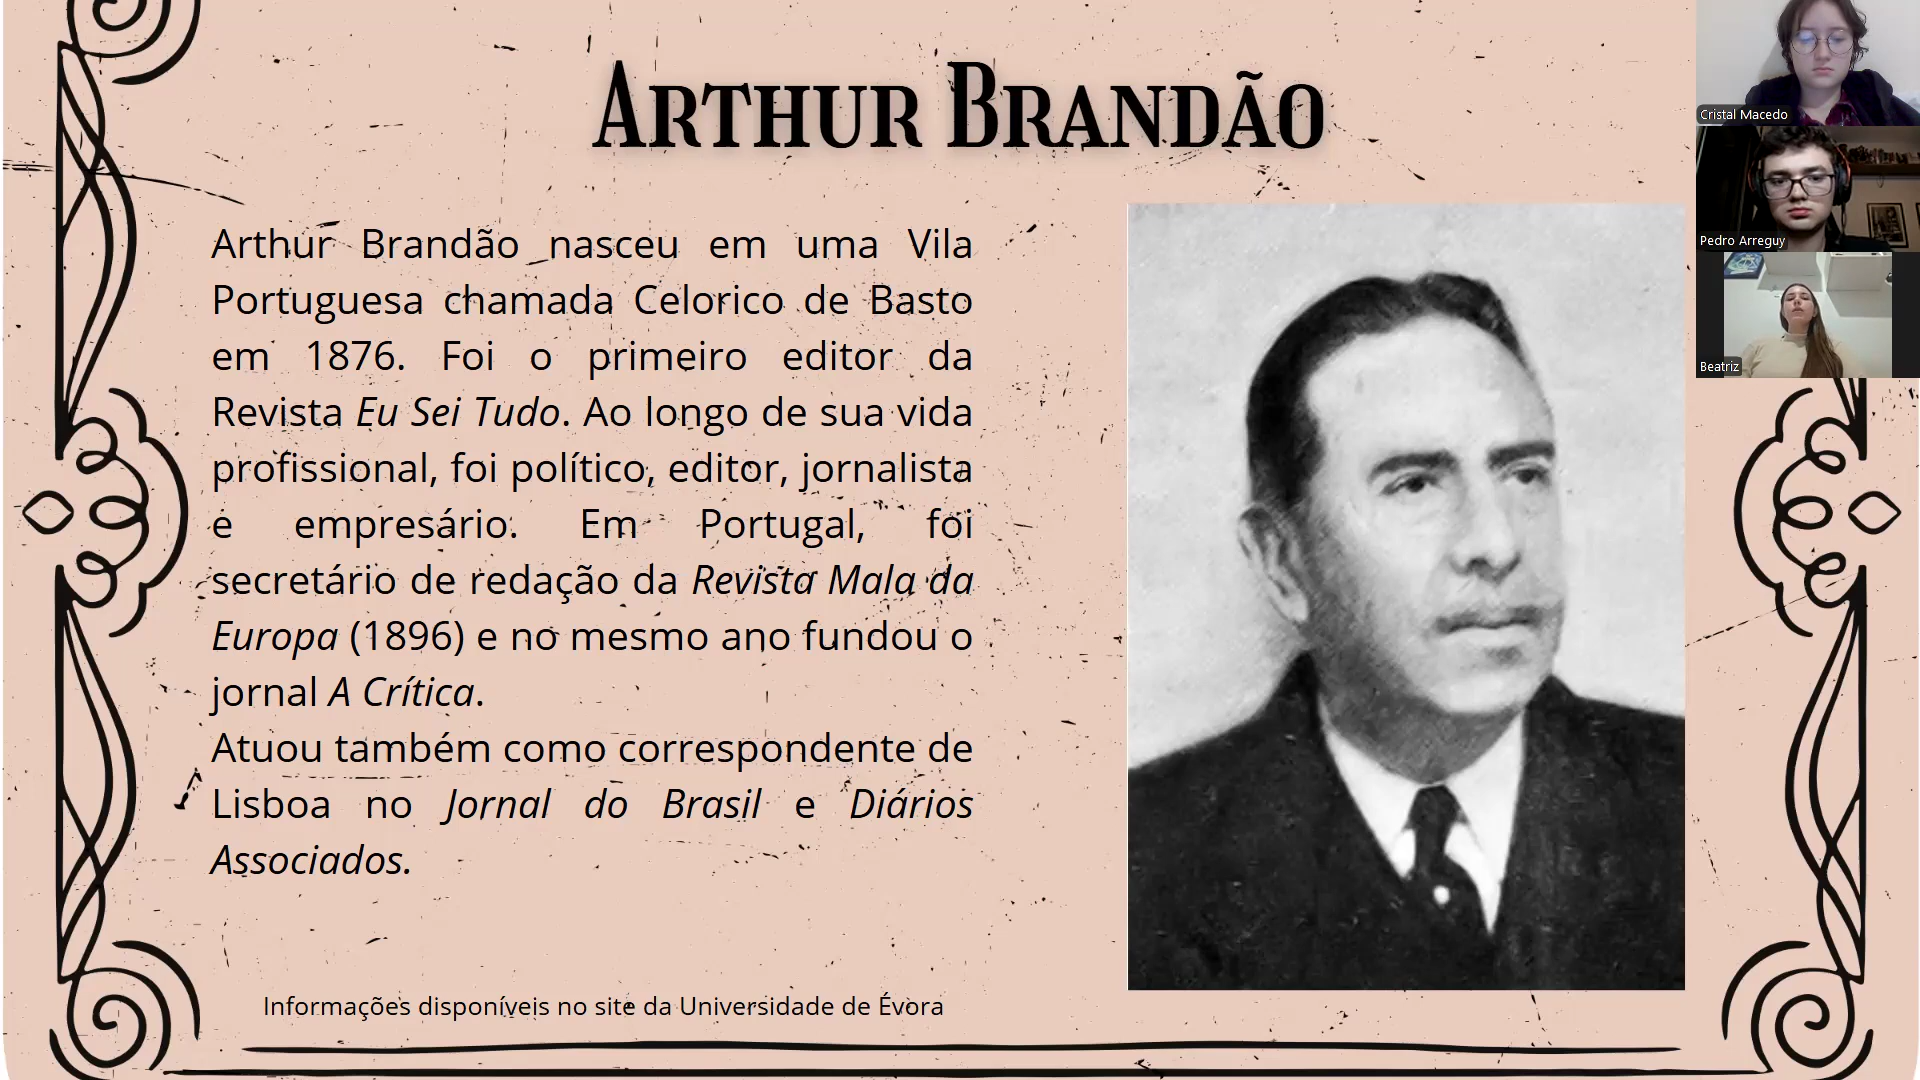 Arthur Brandão
Arthur Brandão nasceu em uma Vila
Portuguesa chamada Celorico de Basto
em 1876. Foi o primeiro editor da
Revista Eu Sei Tudo. Ao longo de sua vida
profissional, foi político, editor, jornalista
e empresário. Em Portugal, foi
secretário de redação da Revista Mala da
Europa (1896) e no mesmo ano fundou o
jornal A Crítica.
Atuou também como correspondente de
Lisboa no Jornal do Brasil e Diários
Associados.
Informações disponíveis no site da Universidade de Évora
Cristal Macedo
Pedro Arreguy
Beatriz